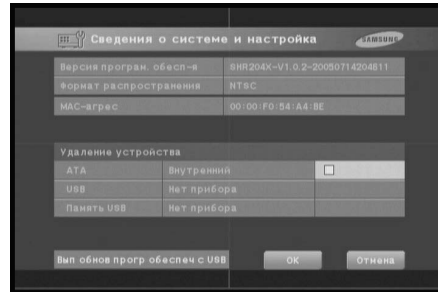 Сведения о системе и настройка
SAMSUNG
Версия програм. обесп-я SHR204X-V1.0.2-20050714204611
Формат распространения NTSC
MAC-агрес 00:00:F0:54:A4:BE
Удаление устройства
ATA Внутренний
USB Нет прибора
Память USB Нет прибора
Вып обнов прогр обеспеч с USB OK Отмена